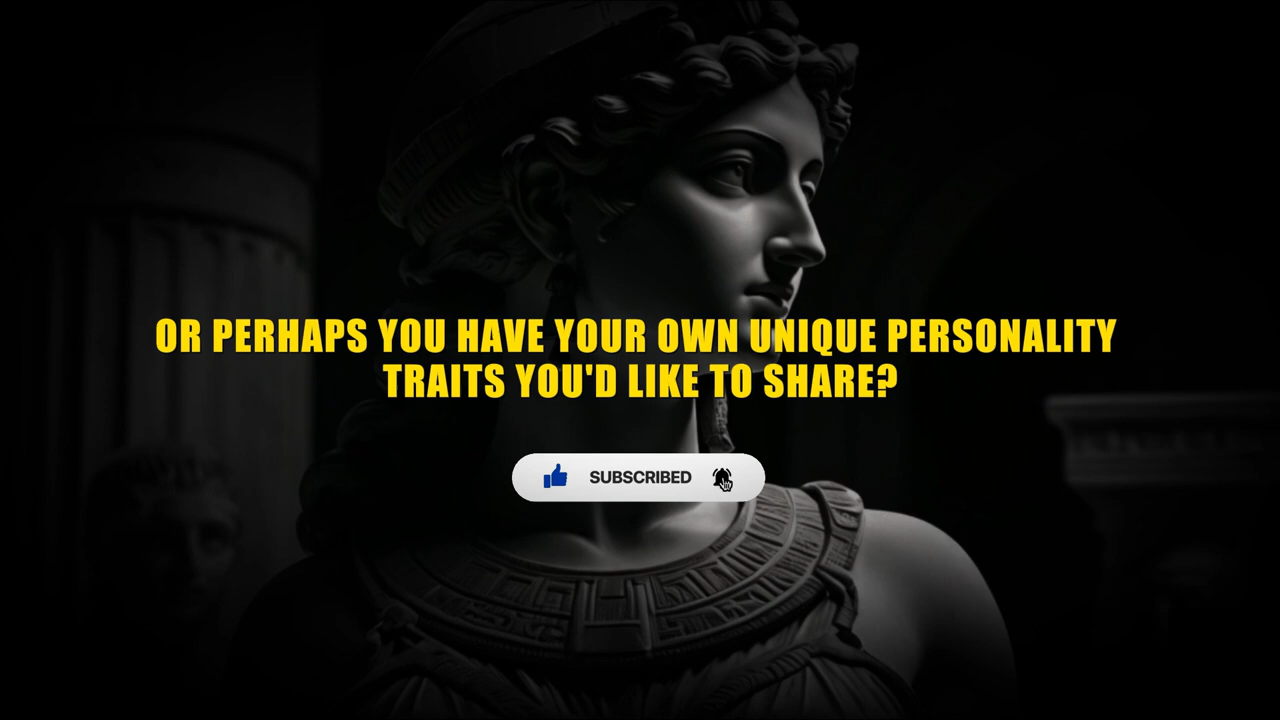 OR PERHAPS YOU HAVE YOUR OWN UNIQUE PERSONALITY
TRAITS YOU'D LIKE TO SHARE?
SUBSCRIBED